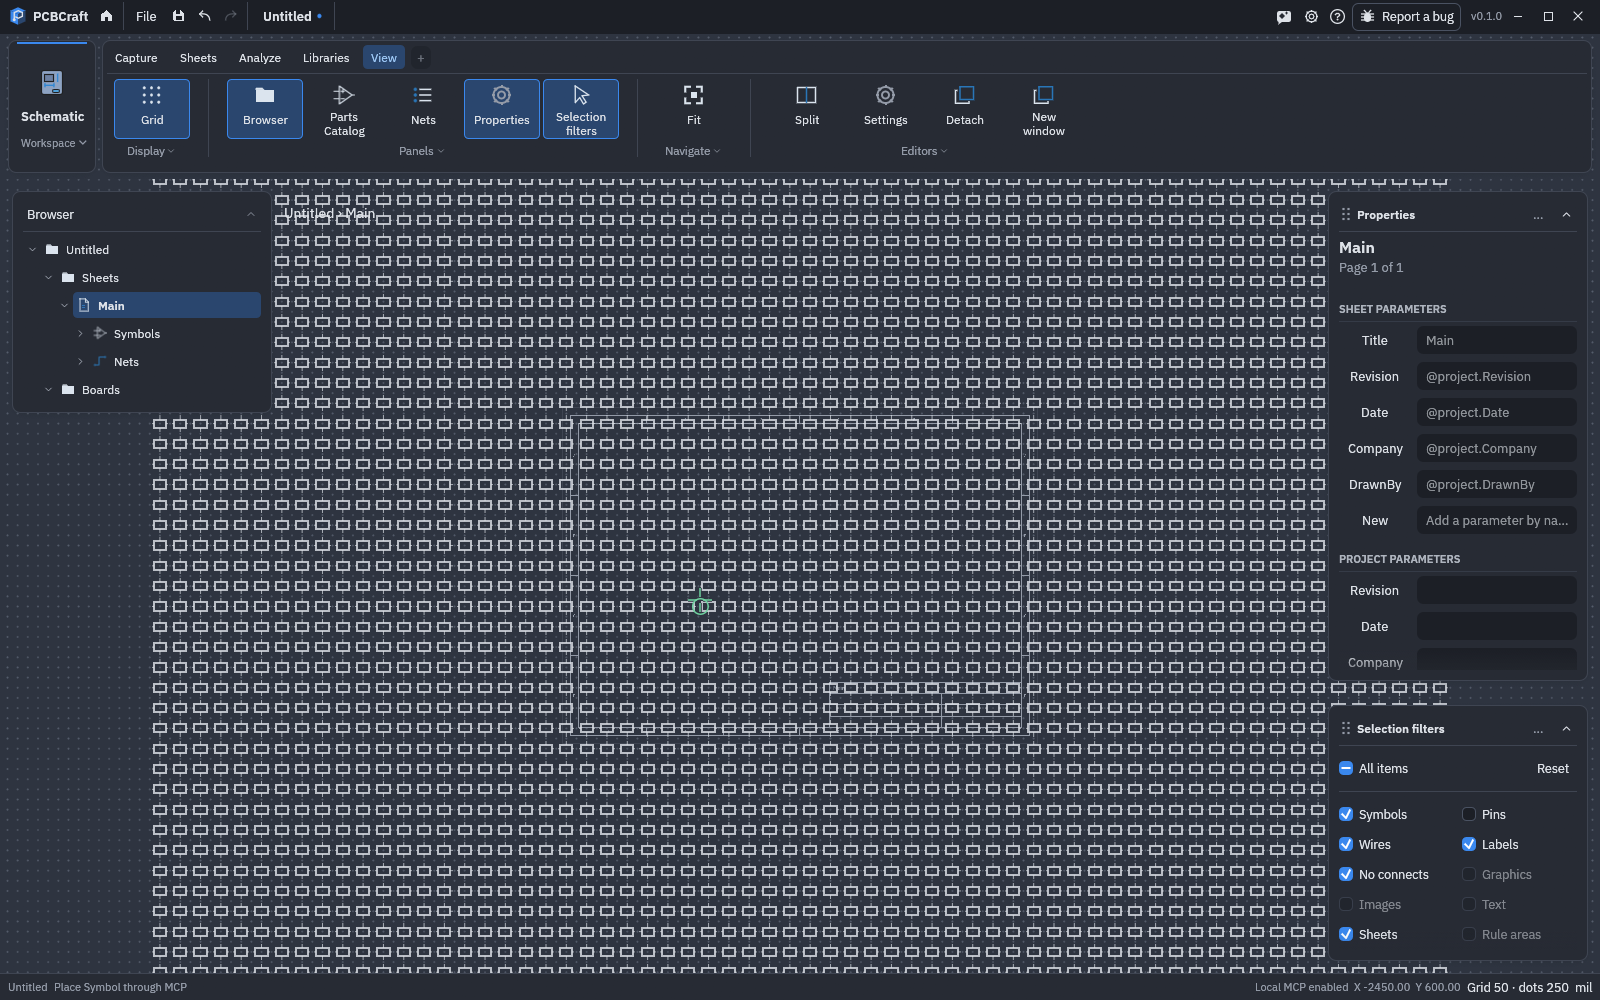 PCBCraft File Untitled Report a bug v0.1.0
Capture Sheets Analyze Libraries View +
Schematic
Workspace
Grid
Browser
Parts
Catalog
Nets
Properties
Selection
filters
Fit
Split
Settings
Detach
New
window
Display
Panels
Navigate
Editors
Browser
Untitled
Sheets
Main
Symbols
Nets
Boards
Untitled › Main
Properties ...
Main
Page 1 of 1
SHEET PARAMETERS
Title Main
Revision @project.Revision
Date @project.Date
Company @project.Company
DrawnBy @project.DrawnBy
New Add a parameter by na...
PROJECT PARAMETERS
Revision
Date
Company
Selection filters ...
All items Reset
Symbols Pins
Wires Labels
No connects Graphics
Images Text
Sheets Rule areas
Untitled Place Symbol through MCP Local MCP enabled X -2450.00 Y 600.00 Grid 50 · dots 250 mil